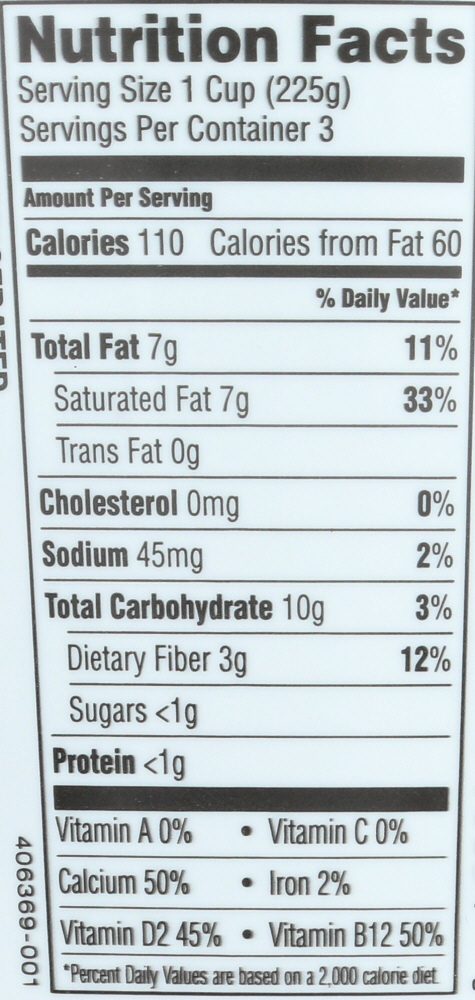 Nutrition Facts
Serving Size 1 Cup (225g)
Servings Per Container 3
Amount Per Serving
Calories 110 Calories from Fat 60
% Daily Value*
Total Fat 7g 11%
Saturated Fat 7g 33%
Trans Fat 0g
Cholesterol 0mg 0%
Sodium 45mg 2%
Total Carbohydrate 10g 3%
Dietary Fiber 3g 12%
Sugars <1g
Protein <1g
Vitamin A 0% • Vitamin C 0%
Calcium 50% • Iron 2%
Vitamin D2 45% • Vitamin B12 50%
*Percent Daily Values are based on a 2,000 calorie diet
406369-001